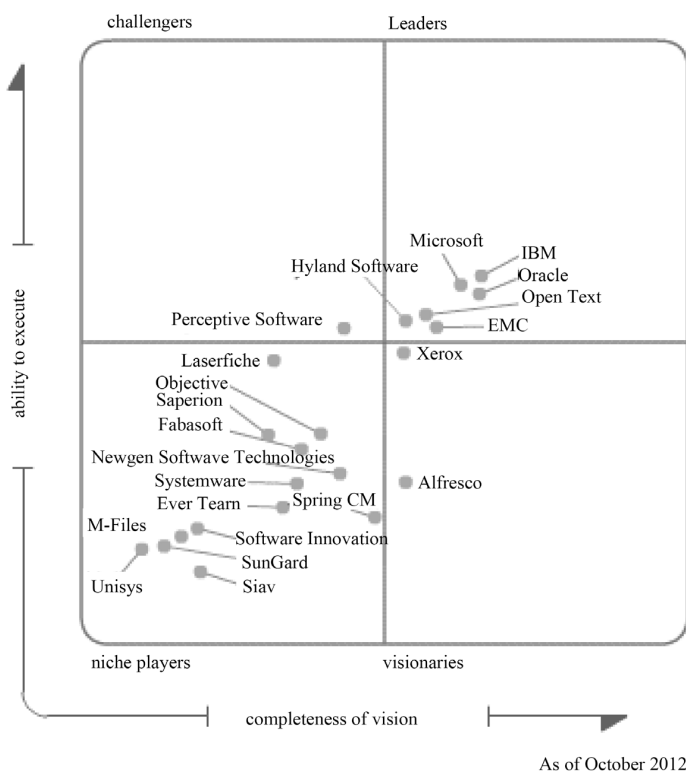 challengers
Leaders
Microsoft
IBM
Hyland Software
Oracle
Open Text
Perceptive Software
EMC
Xerox
Laserfiche
Objective
Saperion
Fabasoft
Newgen Softwave Technologies
Systemware
Alfresco
Ever Tearn
Spring CM
M-Files
Software Innovation
SunGard
Unisys
Siav
ability to execute
niche players
visionaries
completeness of vision
As of October 2012